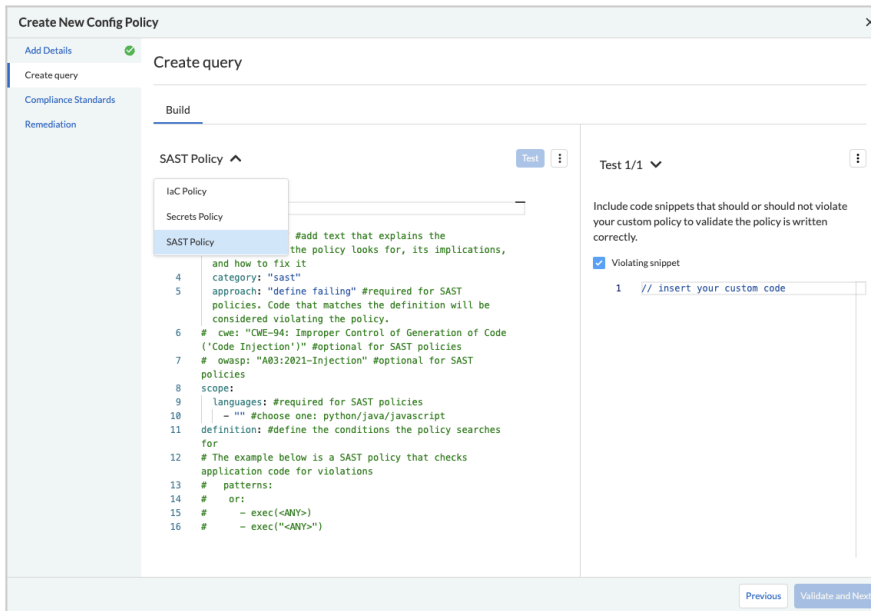 Create New Config Policy
Add Details
Create query
Compliance Standards
Remediation
Create query
Build
SAST Policy
Test
IaC Policy
Secrets Policy
SAST Policy
#add text that explains the
the policy looks for, its implications,
and how to fix it
4 category: "sast"
5 approach: "define failing" #required for SAST
policies. Code that matches the definition will be
considered violating the policy.
6 # cwe: "CWE-94: Improper Control of Generation of Code
('Code Injection')" #optional for SAST policies
7 # owasp: "A03:2021-Injection" #optional for SAST
policies
8 scope:
9 languages: #required for SAST policies
10 - "" #choose one: python/java/javascript
11 definition: #define the conditions the policy searches
for
12 # The example below is a SAST policy that checks
application code for violations
13 # patterns:
14 # or:
15 # - exec(<ANY>)
16 # - exec("<ANY>")
Test 1/1
Include code snippets that should or should not violate
your custom policy to validate the policy is written
correctly.
Violating snippet
1 // insert your custom code
Previous
Validate and Next